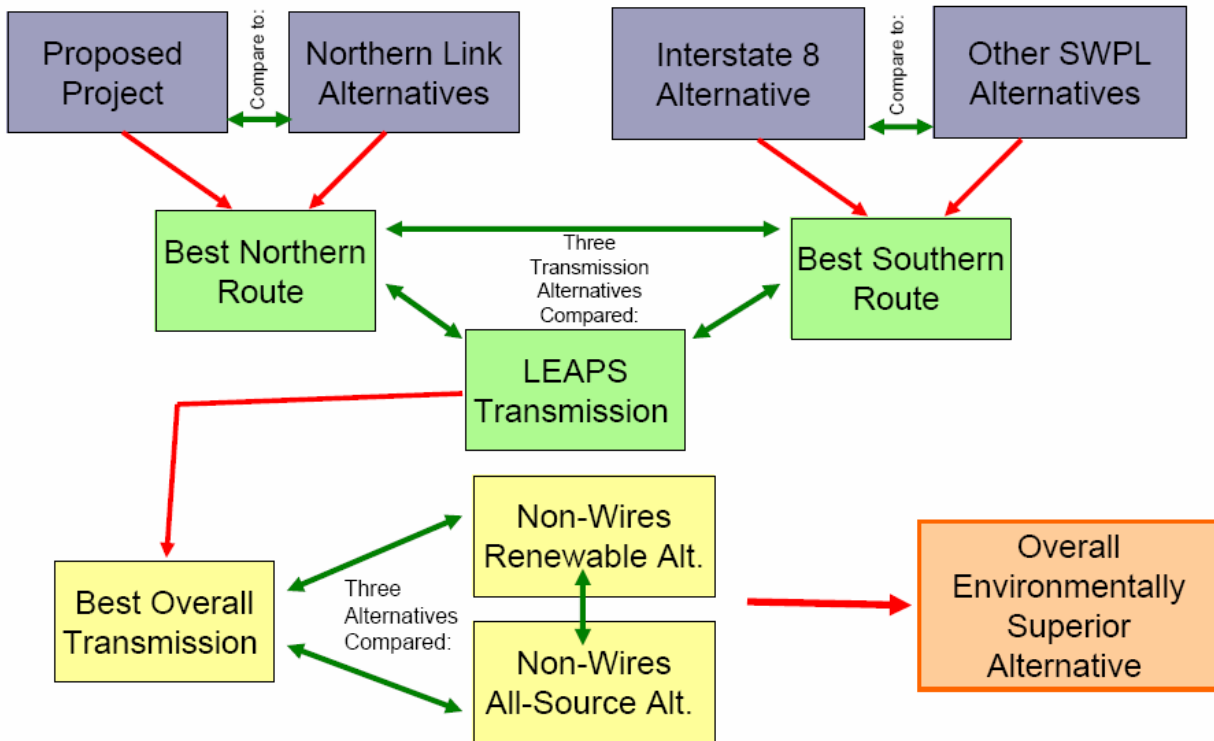 Proposed
Project
Compare to:
Northern Link
Alternatives
Interstate 8
Alternative
Compare to:
Other SWPL
Alternatives
Best Northern
Route
Three
Transmission
Alternatives
Compared:
Best Southern
Route
LEAPS
Transmission
Best Overall
Transmission
Three
Alternatives
Compared:
Non-Wires
Renewable Alt.
Non-Wires
All-Source Alt.
Overall
Environmentally
Superior
Alternative